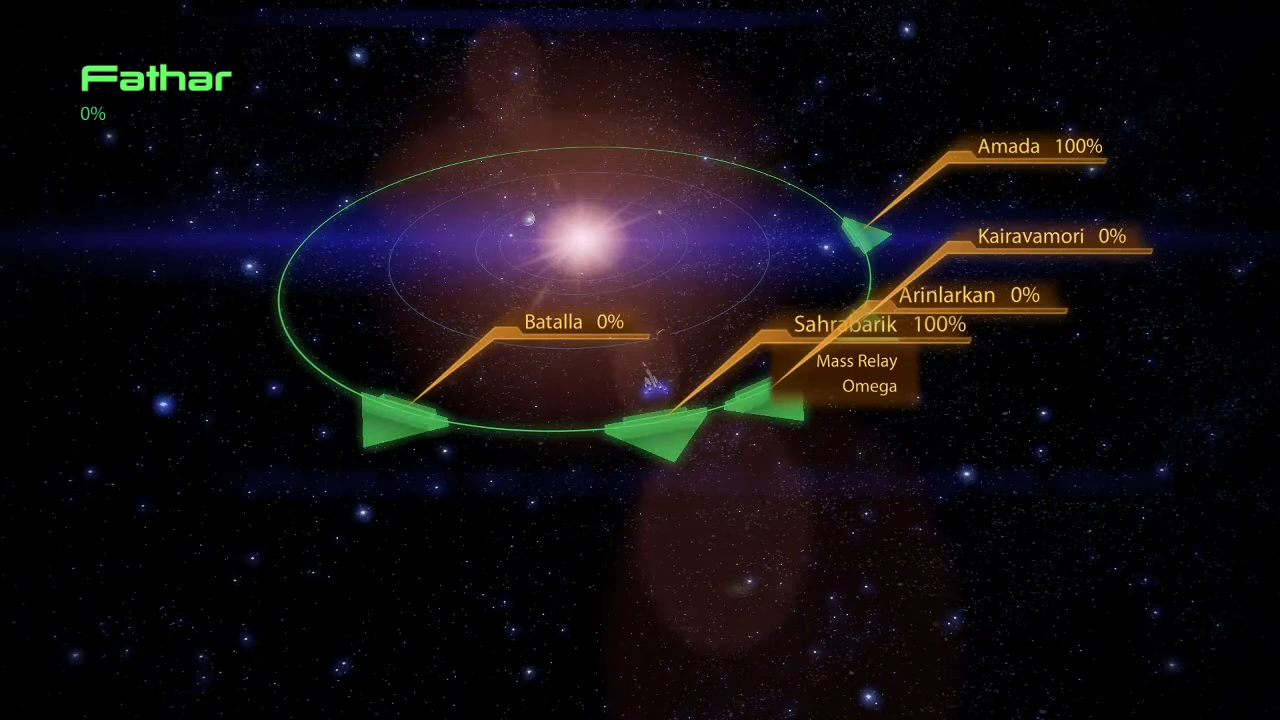 Fathar
0%
Amada 100%
Kairavamori 0%
Arinlarkan 0%
Batalla 0%
Sahrabarik 100%
Mass Relay
Omega